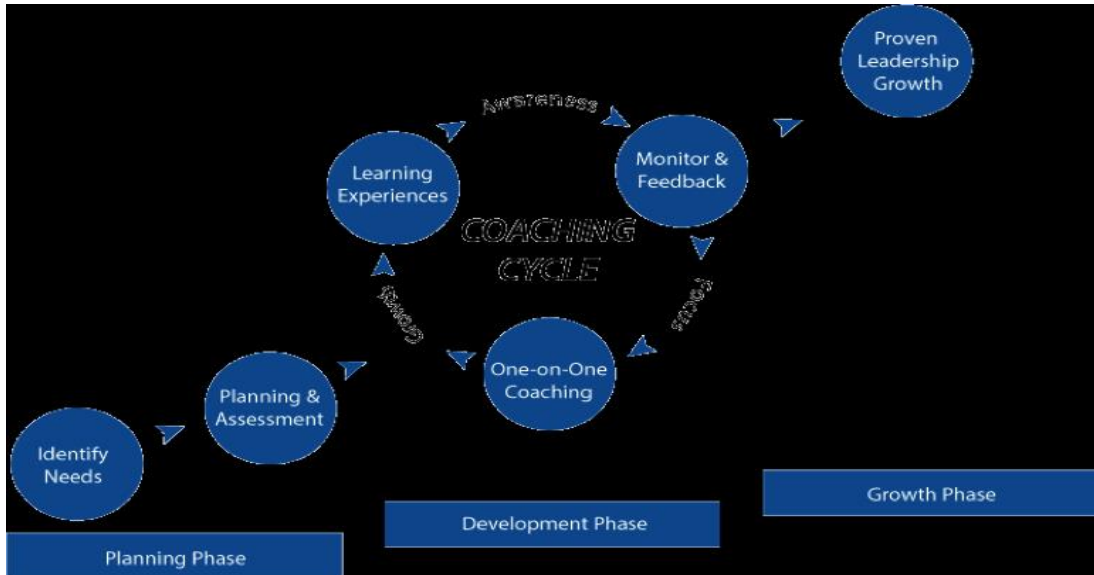 Proven
Leadership
Growth
Awareness
Learning
Experiences
Monitor &
Feedback
COACHING
CYCLE
Growth
Focus
One-on-One
Coaching
Planning &
Assessment
Identify
Needs
Growth Phase
Development Phase
Planning Phase